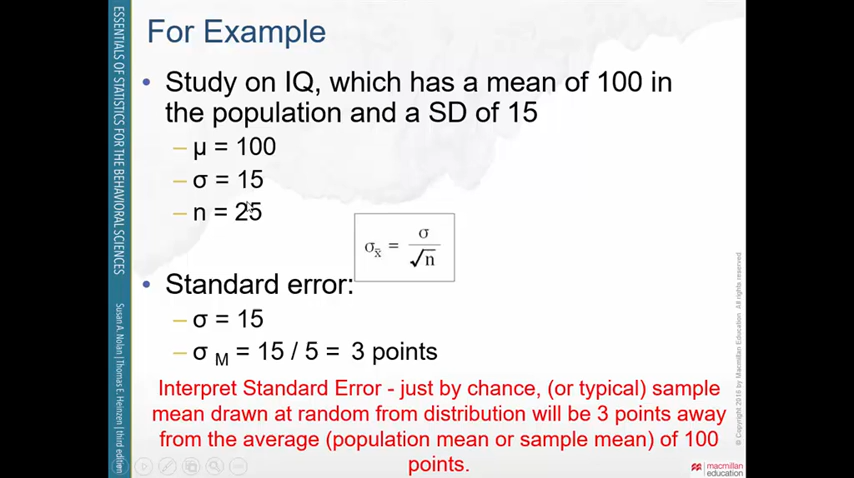 For Example
• Study on IQ, which has a mean of 100 in
the population and a SD of 15
– μ = 100
– σ = 15
– n = 25
σx̄ = σ / √n
• Standard error:
– σ = 15
– σ M = 15 / 5 = 3 points
Interpret Standard Error - just by chance, (or typical) sample
mean drawn at random from distribution will be 3 points away
from the average (population mean or sample mean) of 100
points.
ESSENTIALS OF STATISTICS FOR THE BEHAVIORAL SCIENCES
Susan A. Nolan | Thomas E. Heinzen | third edition
© Copyright 2016 by Macmillan Education All rights reserved
macmillan
education